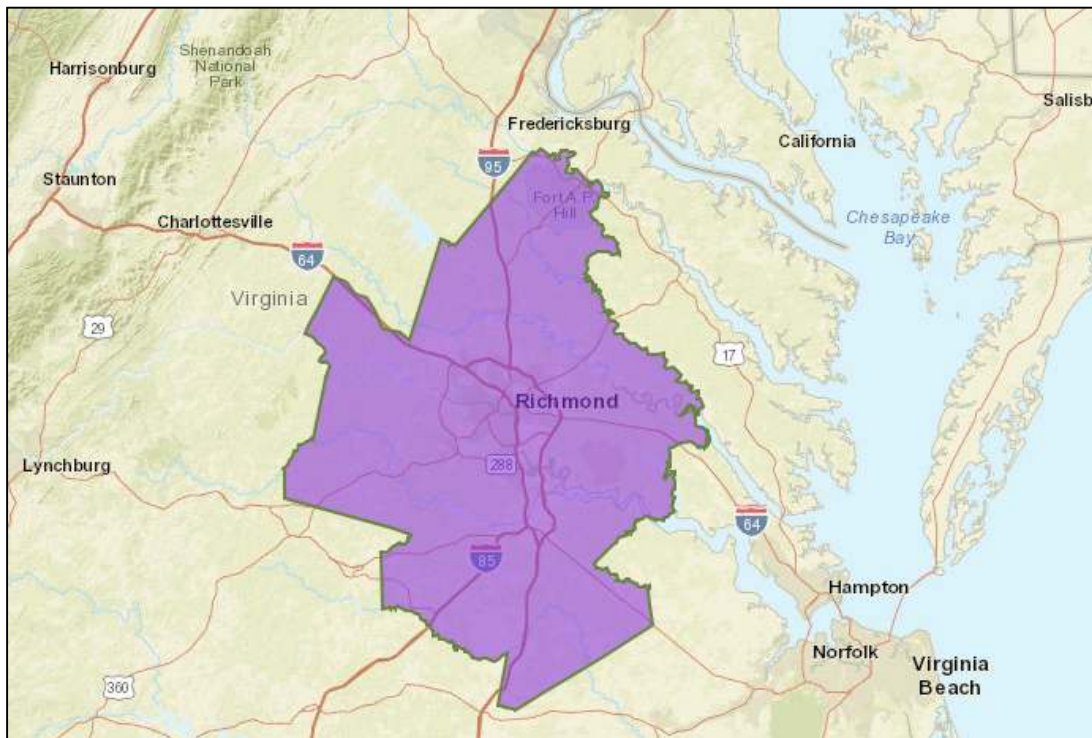 Shenandoah
National
Park
Harrisonburg
Salisb
Fredericksburg
California
95
Staunton
Fort A.P.
Hill
Charlottesville
Chesapeake
Bay
64
Virginia
29
17
Richmond
Lynchburg
288
64
85
Hampton
Norfolk
Virginia
Beach
360